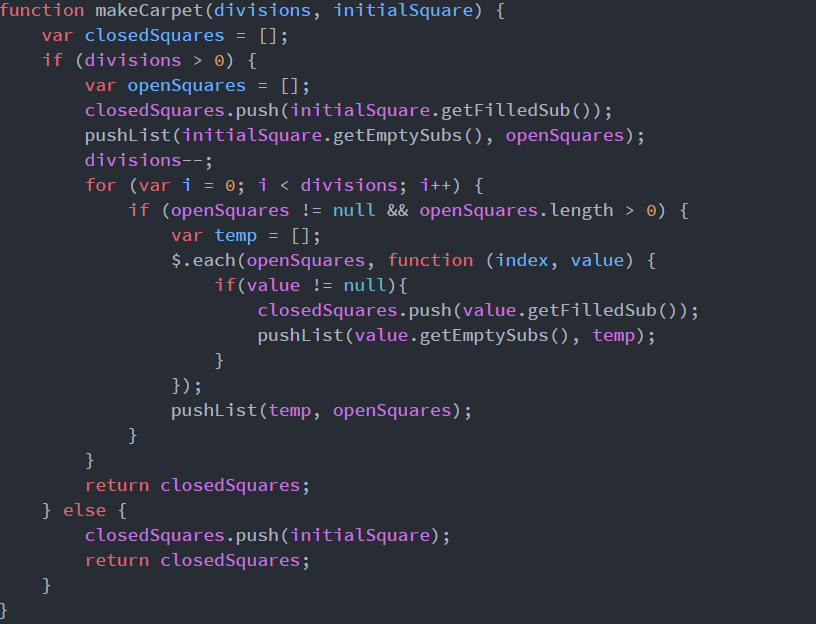 function makeCarpet(divisions, initialSquare) {
    var closedSquares = [];
    if (divisions > 0) {
        var openSquares = [];
        closedSquares.push(initialSquare.getFilledSub());
        pushList(initialSquare.getEmptySubs(), openSquares);
        divisions--;
        for (var i = 0; i < divisions; i++) {
            if (openSquares != null && openSquares.length > 0) {
                var temp = [];
                $.each(openSquares, function (index, value) {
                    if(value != null){
                        closedSquares.push(value.getFilledSub());
                        pushList(value.getEmptySubs(), temp);
                    }
                });
                pushList(temp, openSquares);
            }
        }
        return closedSquares;
    } else {
        closedSquares.push(initialSquare);
        return closedSquares;
    }
}